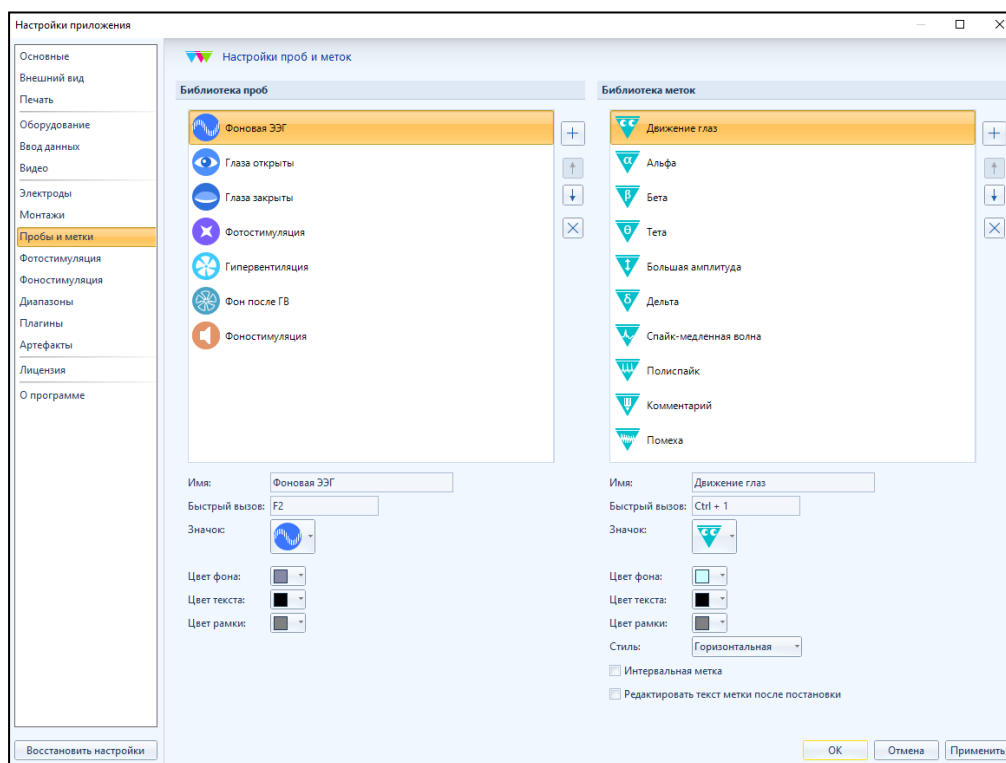 Настройки приложения
Основные
Внешний вид
Печать
Оборудование
Ввод данных
Видео
Электроды
Монтажи
Пробы и метки
Фотостимуляция
Фоностимуляция
Диапазоны
Плагины
Артефакты
Лицензия
О программе
Восстановить настройки
Настройки проб и меток
Библиотека проб
Фоновая ЭЭГ
Глаза открыты
Глаза закрыты
Фотостимуляция
Гипервентиляция
Фон после ГВ
Фоностимуляция
Имя: Фоновая ЭЭГ
Быстрый вызов: F2
Значок:
Цвет фона:
Цвет текста:
Цвет рамки:
Библиотека меток
Движение глаз
α Альфа
β Бета
θ Тета
Большая амплитуда
δ Дельта
Спайк-медленная волна
Полиспайк
Комментарий
Помеха
Имя: Движение глаз
Быстрый вызов: Ctrl + 1
Значок:
Цвет фона:
Цвет текста:
Цвет рамки:
Стиль: Горизонтальная
Интервальная метка
Редактировать текст метки после постановки
ОК Отмена Применить